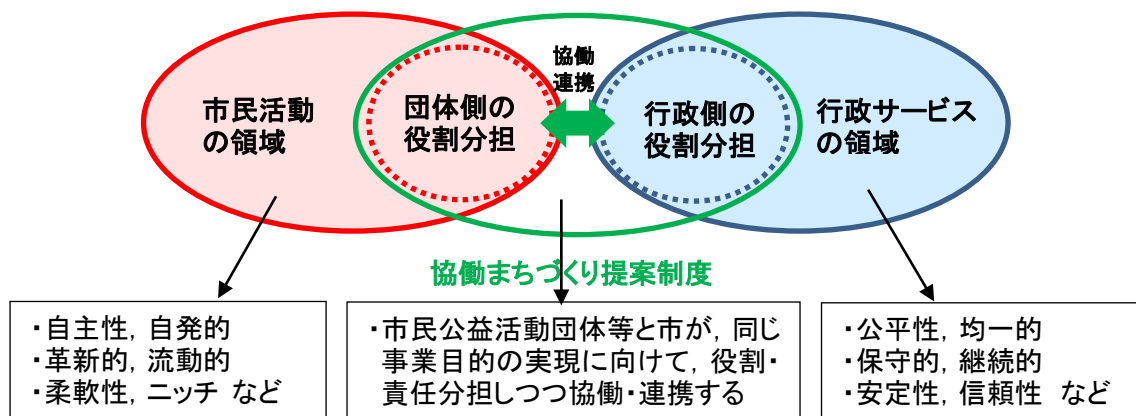 協働
連携
市民活動
の領域
団体側の
役割分担
行政側の
役割分担
行政サービス
の領域
協働まちづくり提案制度
・自主性，自発的
・革新的，流動的
・柔軟性，ニッチ など
・市民公益活動団体等と市が，同じ
事業目的の実現に向けて，役割・
責任分担しつつ協働・連携する
・公平性，均一的
・保守的，継続的
・安定性，信頼性 など